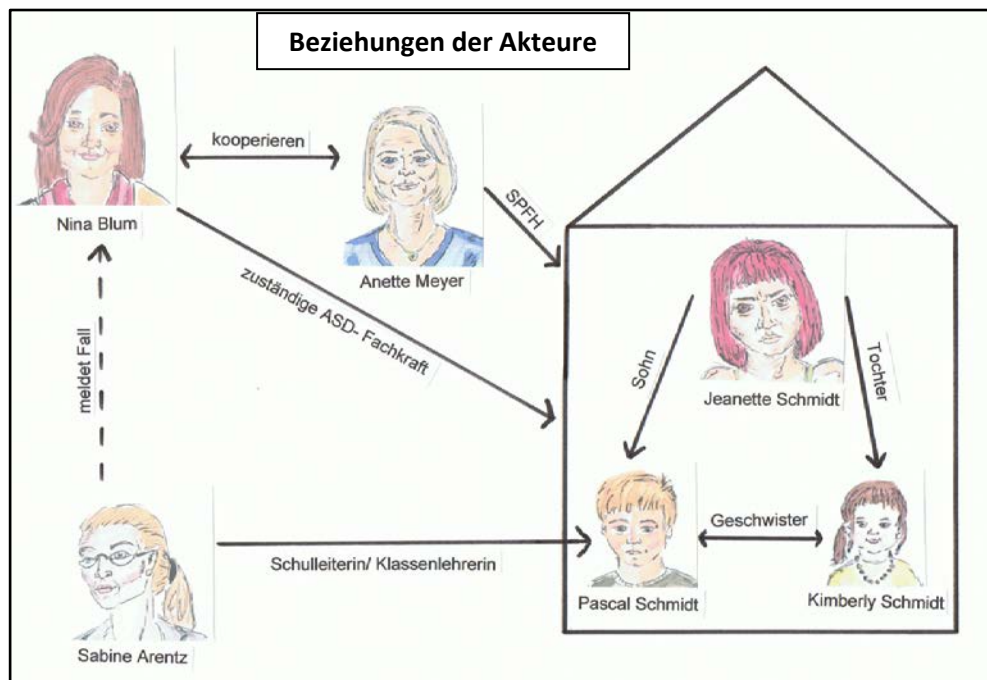 Beziehungen der Akteure
kooperieren
Nina Blum
SPFH
Anette Meyer
zuständige ASD- Fachkraft
meldet Fall
Sohn
Tochter
Jeanette Schmidt
Geschwister
Schulleiterin/ Klassenlehrerin
Pascal Schmidt
Kimberly Schmidt
Sabine Arentz